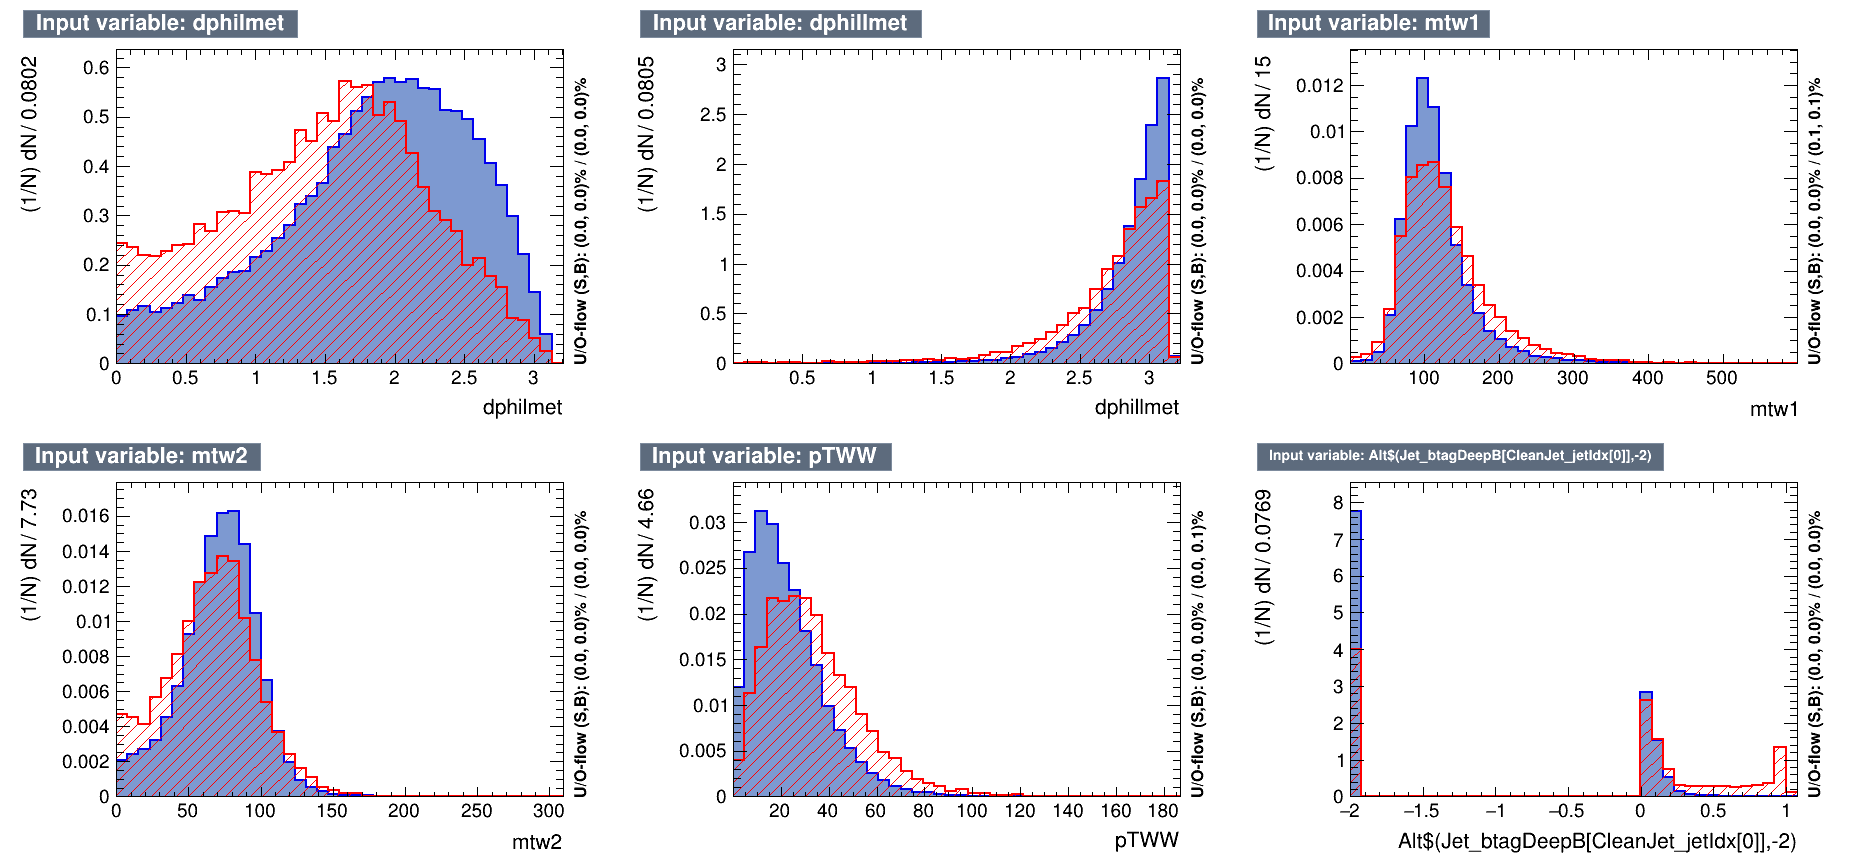 Input variable: dphilmet
(1/N) dN / 0.0802
0.6
0.5
0.4
0.3
0.2
0.1
0
0 0.5 1 1.5 2 2.5 3
dphilmet
U/O-flow (S,B): (0.0, 0.0)% / (0.0, 0.0)%
Input variable: dphillmet
(1/N) dN / 0.0805
3
2.5
2
1.5
1
0.5
0
0.5 1 1.5 2 2.5 3
dphillmet
U/O-flow (S,B): (0.0, 0.0)% / (0.0, 0.0)%
Input variable: mtw1
(1/N) dN / 15
0.012
0.01
0.008
0.006
0.004
0.002
0
100 200 300 400 500
mtw1
U/O-flow (S,B): (0.0, 0.0)% / (0.1, 0.1)%
Input variable: mtw2
(1/N) dN / 7.73
0.016
0.014
0.012
0.01
0.008
0.006
0.004
0.002
0
0 50 100 150 200 250 300
mtw2
U/O-flow (S,B): (0.0, 0.0)% / (0.0, 0.0)%
Input variable: pTWW
(1/N) dN / 4.66
0.03
0.025
0.02
0.015
0.01
0.005
0
20 40 60 80 100 120 140 160 180
pTWW
U/O-flow (S,B): (0.0, 0.0)% / (0.0, 0.1)%
Input variable: Alt$(Jet_btagDeepB[CleanJet_jetIdx[0]],-2)
(1/N) dN / 0.0769
8
7
6
5
4
3
2
1
0
−2 −1.5 −1 −0.5 0 0.5 1
Alt$(Jet_btagDeepB[CleanJet_jetIdx[0]],-2)
U/O-flow (S,B): (0.0, 0.0)% / (0.0, 0.0)%